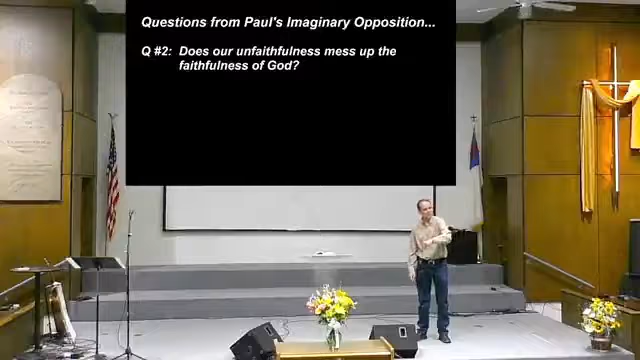 Questions from Paul's Imaginary Opposition...
Q #2: Does our unfaithfulness mess up the
faithfulness of God?